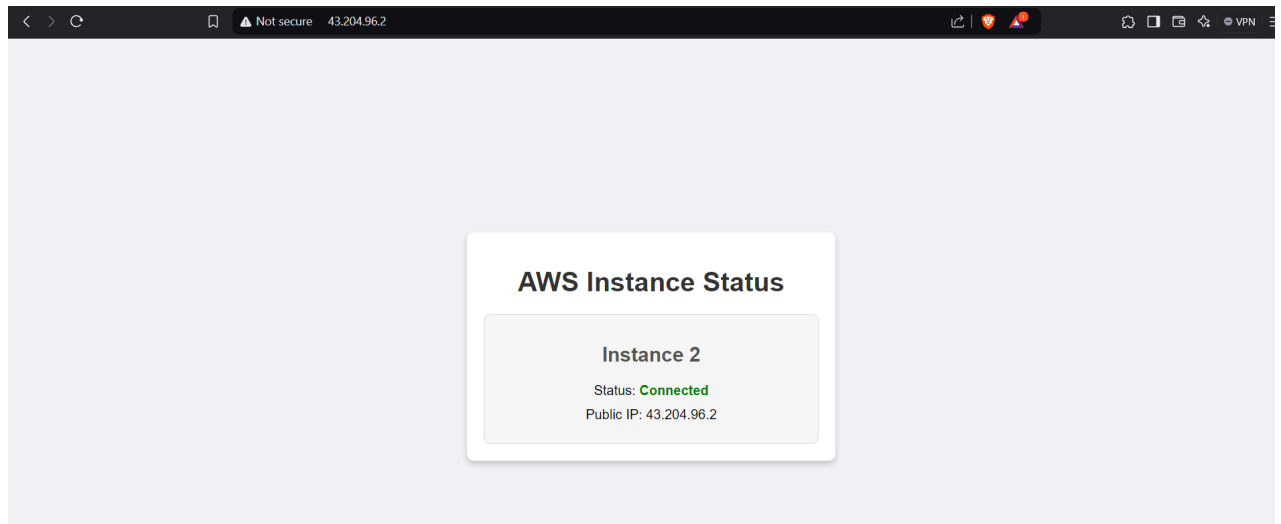 Not secure 43.204.96.2
1
VPN
AWS Instance Status
Instance 2
Status: Connected
Public IP: 43.204.96.2